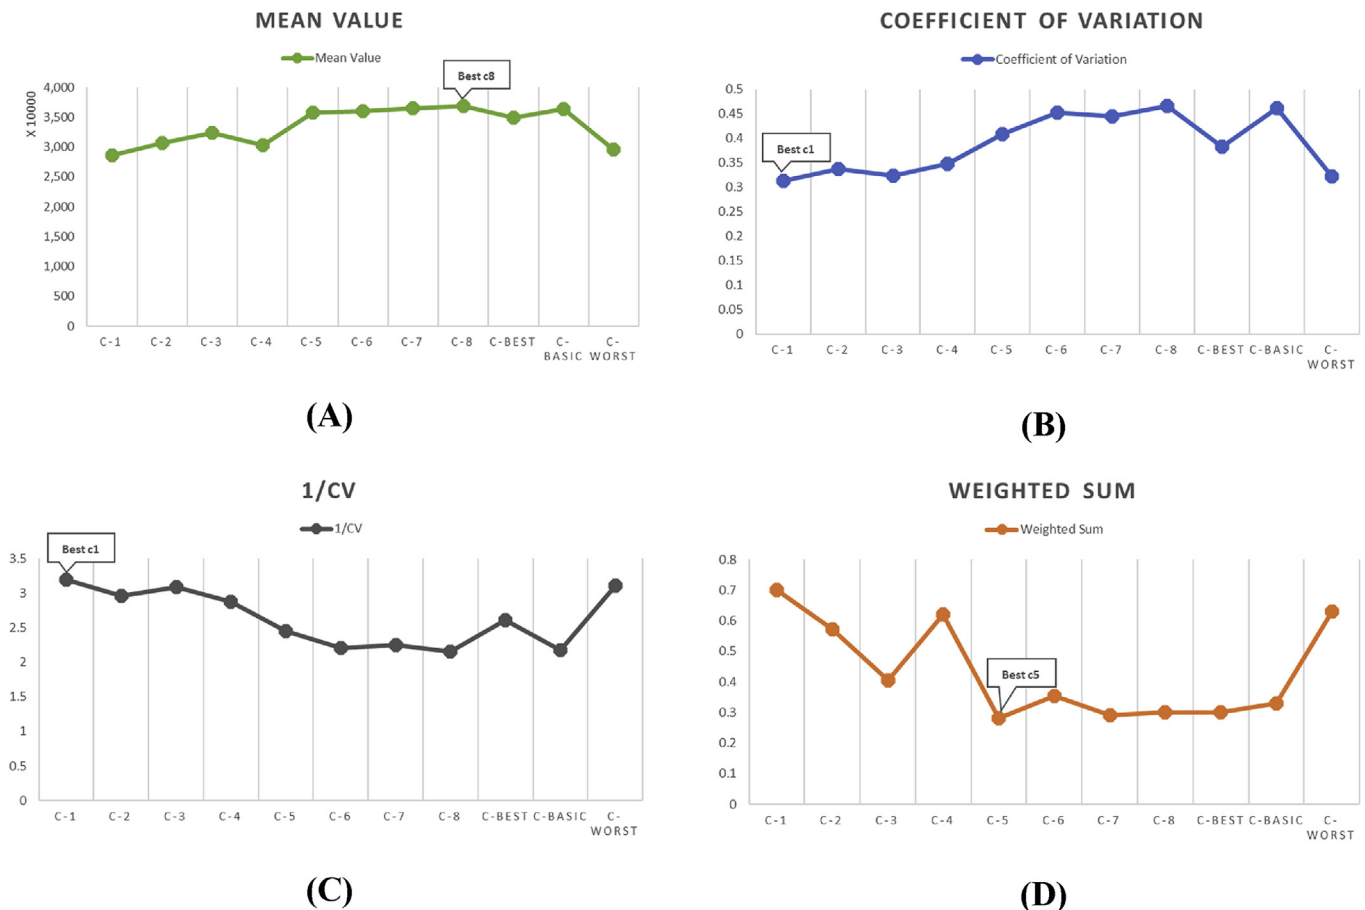 MEAN VALUE
Mean Value
Best c8
X 10000
4,000
3,500
3,000
2,500
2,000
1,500
1,000
500
0
C-1 C-2 C-3 C-4 C-5 C-6 C-7 C-8 C-BEST C-BASIC C-WORST
(A)
COEFFICIENT OF VARIATION
Coefficient of Variation
Best c1
0.5
0.45
0.4
0.35
0.3
0.25
0.2
0.15
0.1
0.05
0
C-1 C-2 C-3 C-4 C-5 C-6 C-7 C-8 C-BEST C-BASIC C-WORST
(B)
1/CV
1/CV
Best c1
3.5
3
2.5
2
1.5
1
0.5
0
C-1 C-2 C-3 C-4 C-5 C-6 C-7 C-8 C-BEST C-BASIC C-WORST
(C)
WEIGHTED SUM
Weighted Sum
Best c5
0.8
0.7
0.6
0.5
0.4
0.3
0.2
0.1
0
C-1 C-2 C-3 C-4 C-5 C-6 C-7 C-8 C-BEST C-BASIC C-WORST
(D)